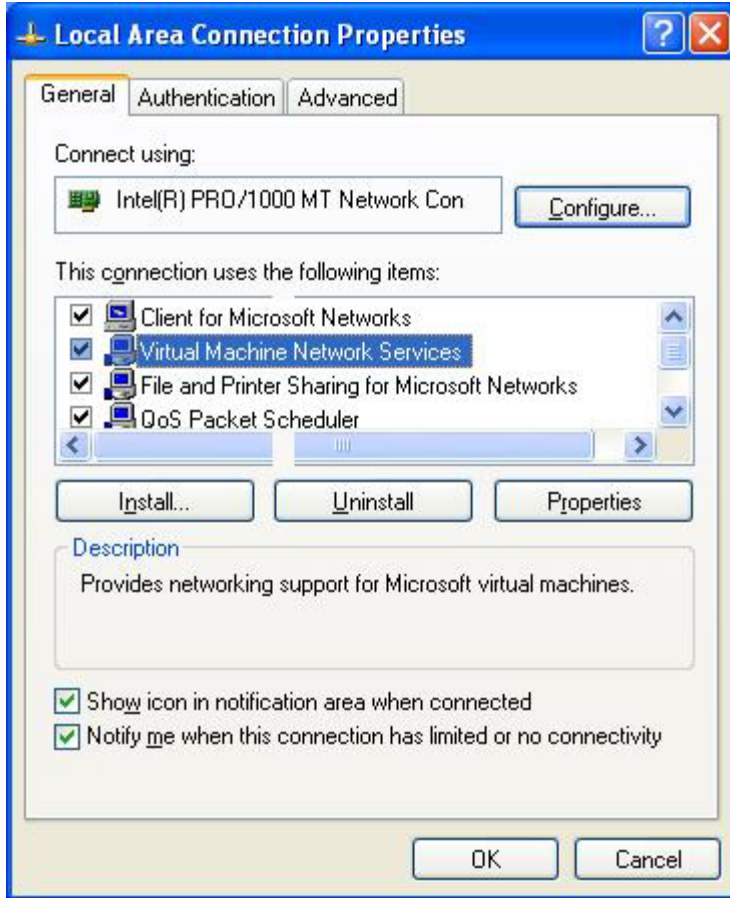 Local Area Connection Properties
General
Authentication
Advanced
Connect using:
Intel(R) PRO/1000 MT Network Con
Configure...
This connection uses the following items:
Client for Microsoft Networks
Virtual Machine Network Services
File and Printer Sharing for Microsoft Networks
QoS Packet Scheduler
Install...
Uninstall
Properties
Description
Provides networking support for Microsoft virtual machines.
Show icon in notification area when connected
Notify me when this connection has limited or no connectivity
OK
Cancel